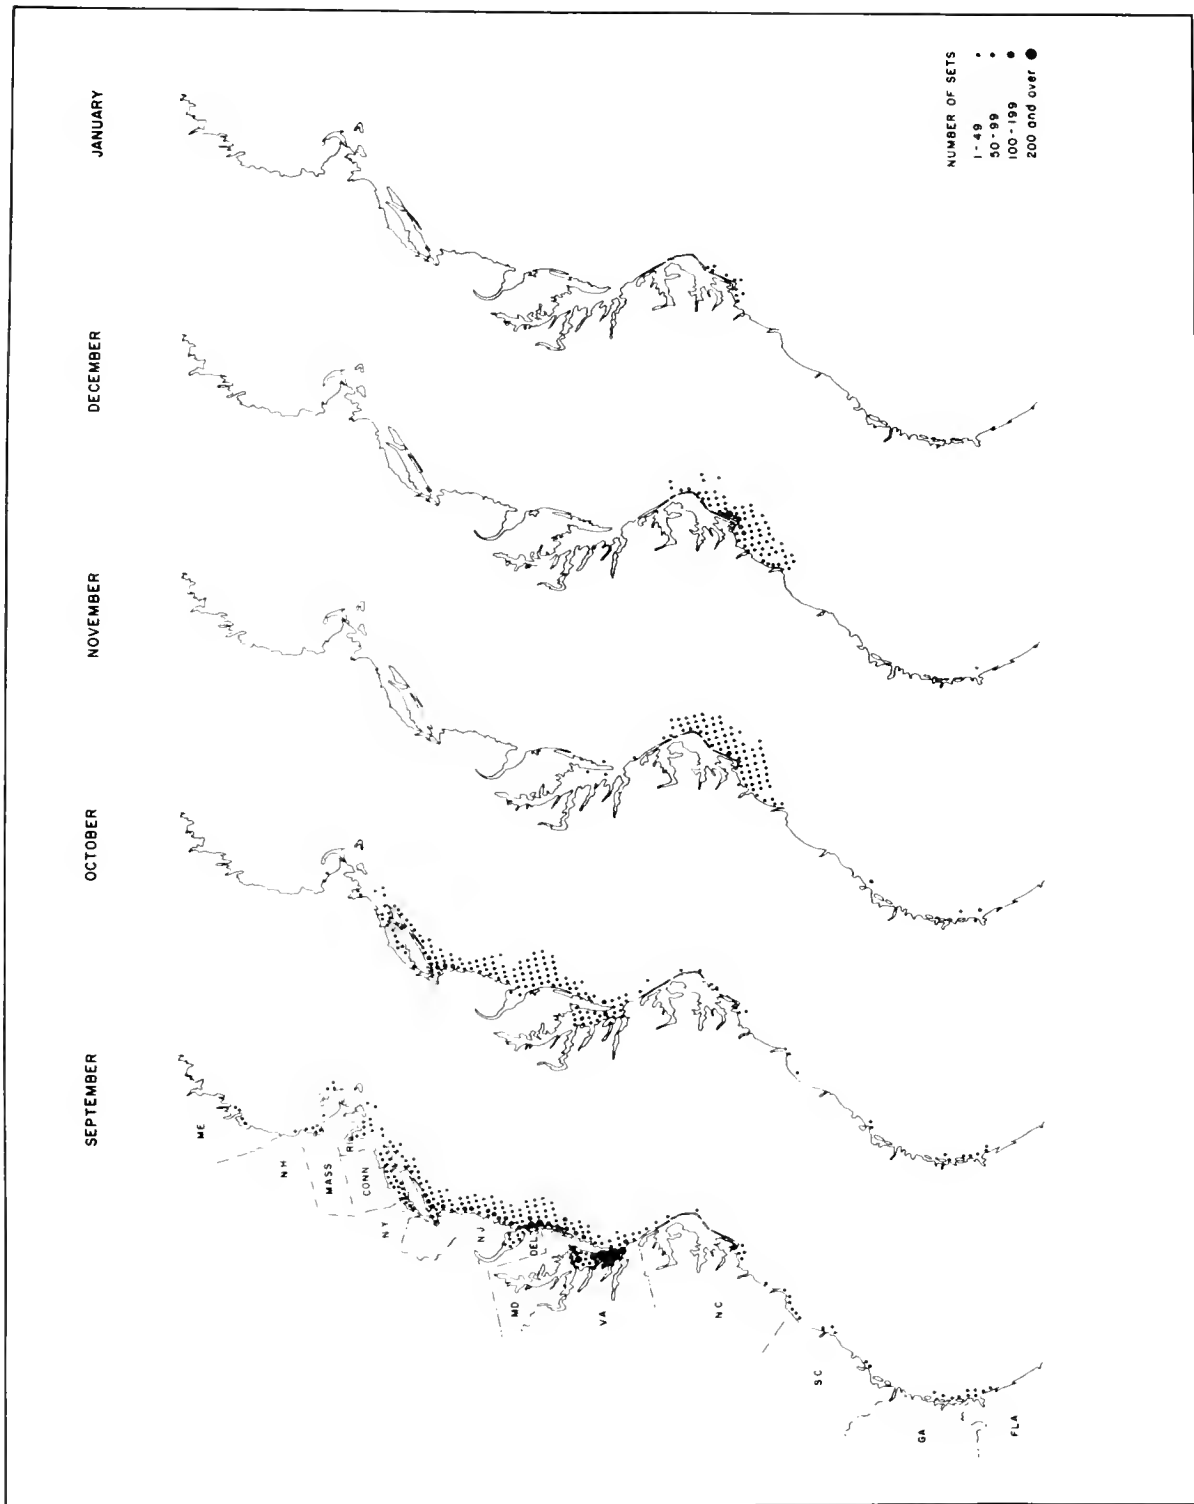 SEPTEMBER
OCTOBER
NOVEMBER
DECEMBER
JANUARY
ME
NH
MASS
RI
CONN
NY
NJ
DEL
MD
VA
NC
SC
GA
FLA
NUMBER OF SETS
1 - 49
50 - 99
100 - 199
200 and over